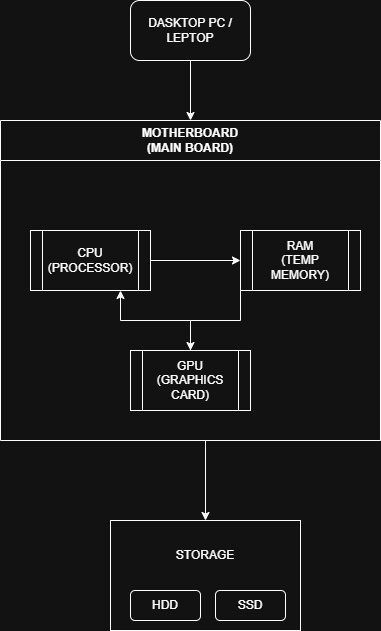 DASKTOP PC /
LEPTOP
MOTHERBOARD
(MAIN BOARD)
CPU
(PROCESSOR)
RAM
(TEMP
MEMORY)
GPU
(GRAPHICS
CARD)
STORAGE
HDD
SSD